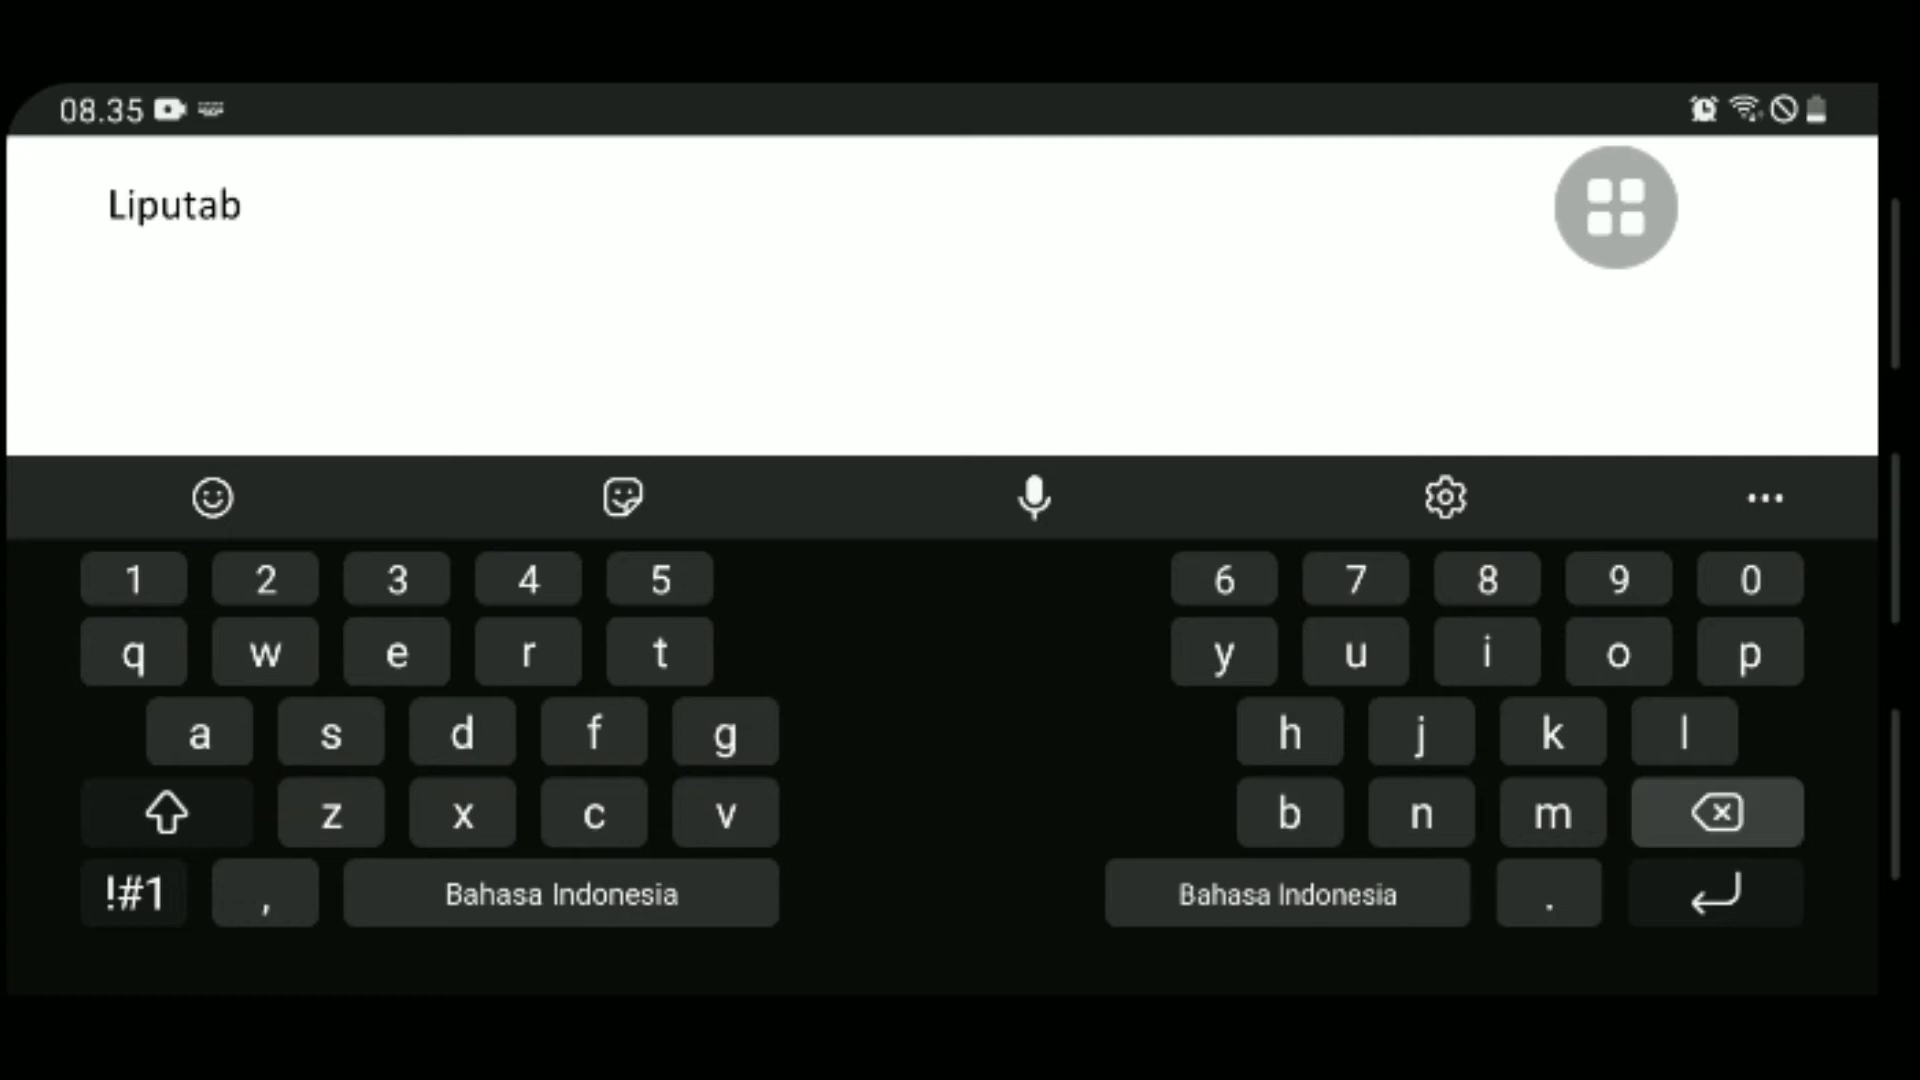 08.35
Liputab
1 2 3 4 5 6 7 8 9 0
q w e r t y u i o p
a s d f g h j k l
z x c v b n m
!#1 , Bahasa Indonesia Bahasa Indonesia .